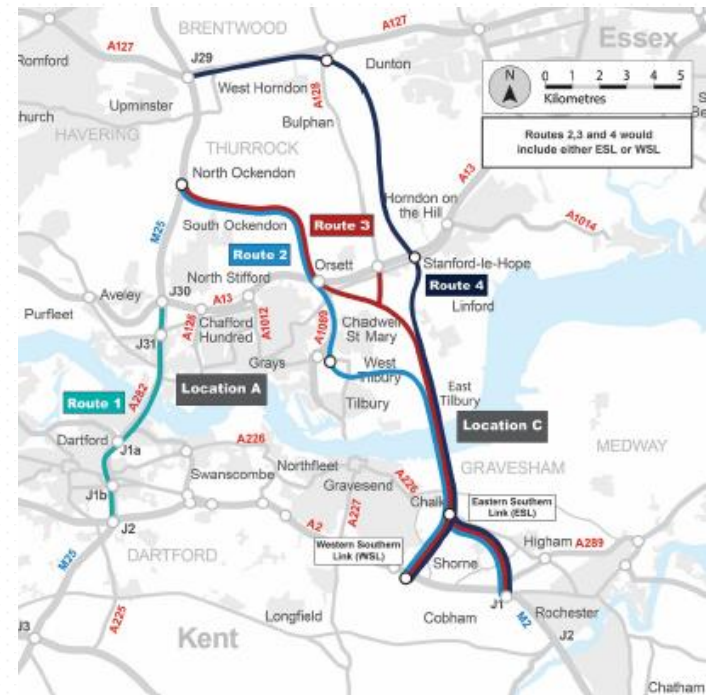 BRENTWOOD
A127
Essex
A127
J29
Romford
Dunton
N
0 1 2 3 4 5
Kilometres
West Horndon
A128
Upminster
hurch
Bulphan
HAVERING
Routes 2,3 and 4 would
include either ESL or WSL
THURROCK
North Ockendon
A13
Horndon on
the Hill
A1014
M25
South Ockendon
Route 3
Route 2
Orsett
Stanford-le-Hope
North Stifford
Route 4
Aveley
J30
A13
Linford
Purfleet
A126
Chafford
Hundred
A1012
A1089
Chadwell
St Mary
J31
Grays
West
Tilbury
A282
Location A
East
Tilbury
Route 1
Tilbury
Location C
Dartford
J1a
A226
MEDWAY
Northfleet
GRAVESHAM
Swanscombe
Gravesend
A226
J1b
A227
Chalk
Eastern Southern
Link (ESL)
J2
A2
Higham
A289
Western Southern
Link (WSL)
DARTFORD
M25
Shorne
J1
Rochester
A225
Longfield
Cobham
M2
J2
J3
Kent
Chatham